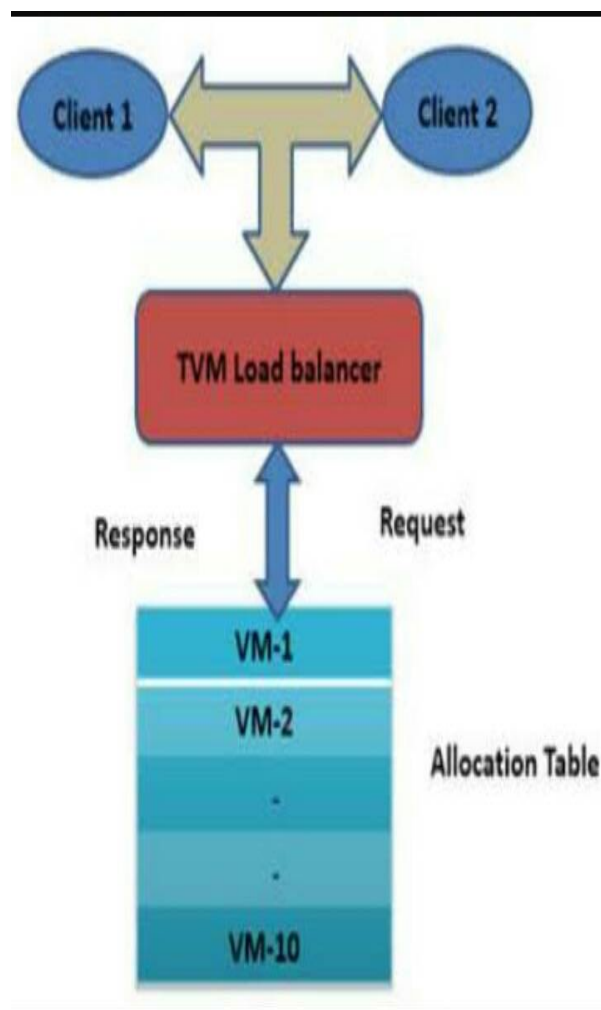 Client 1
Client 2
TVM Load balancer
Response
Request
VM-1
VM-2
-
-
VM-10
Allocation Table